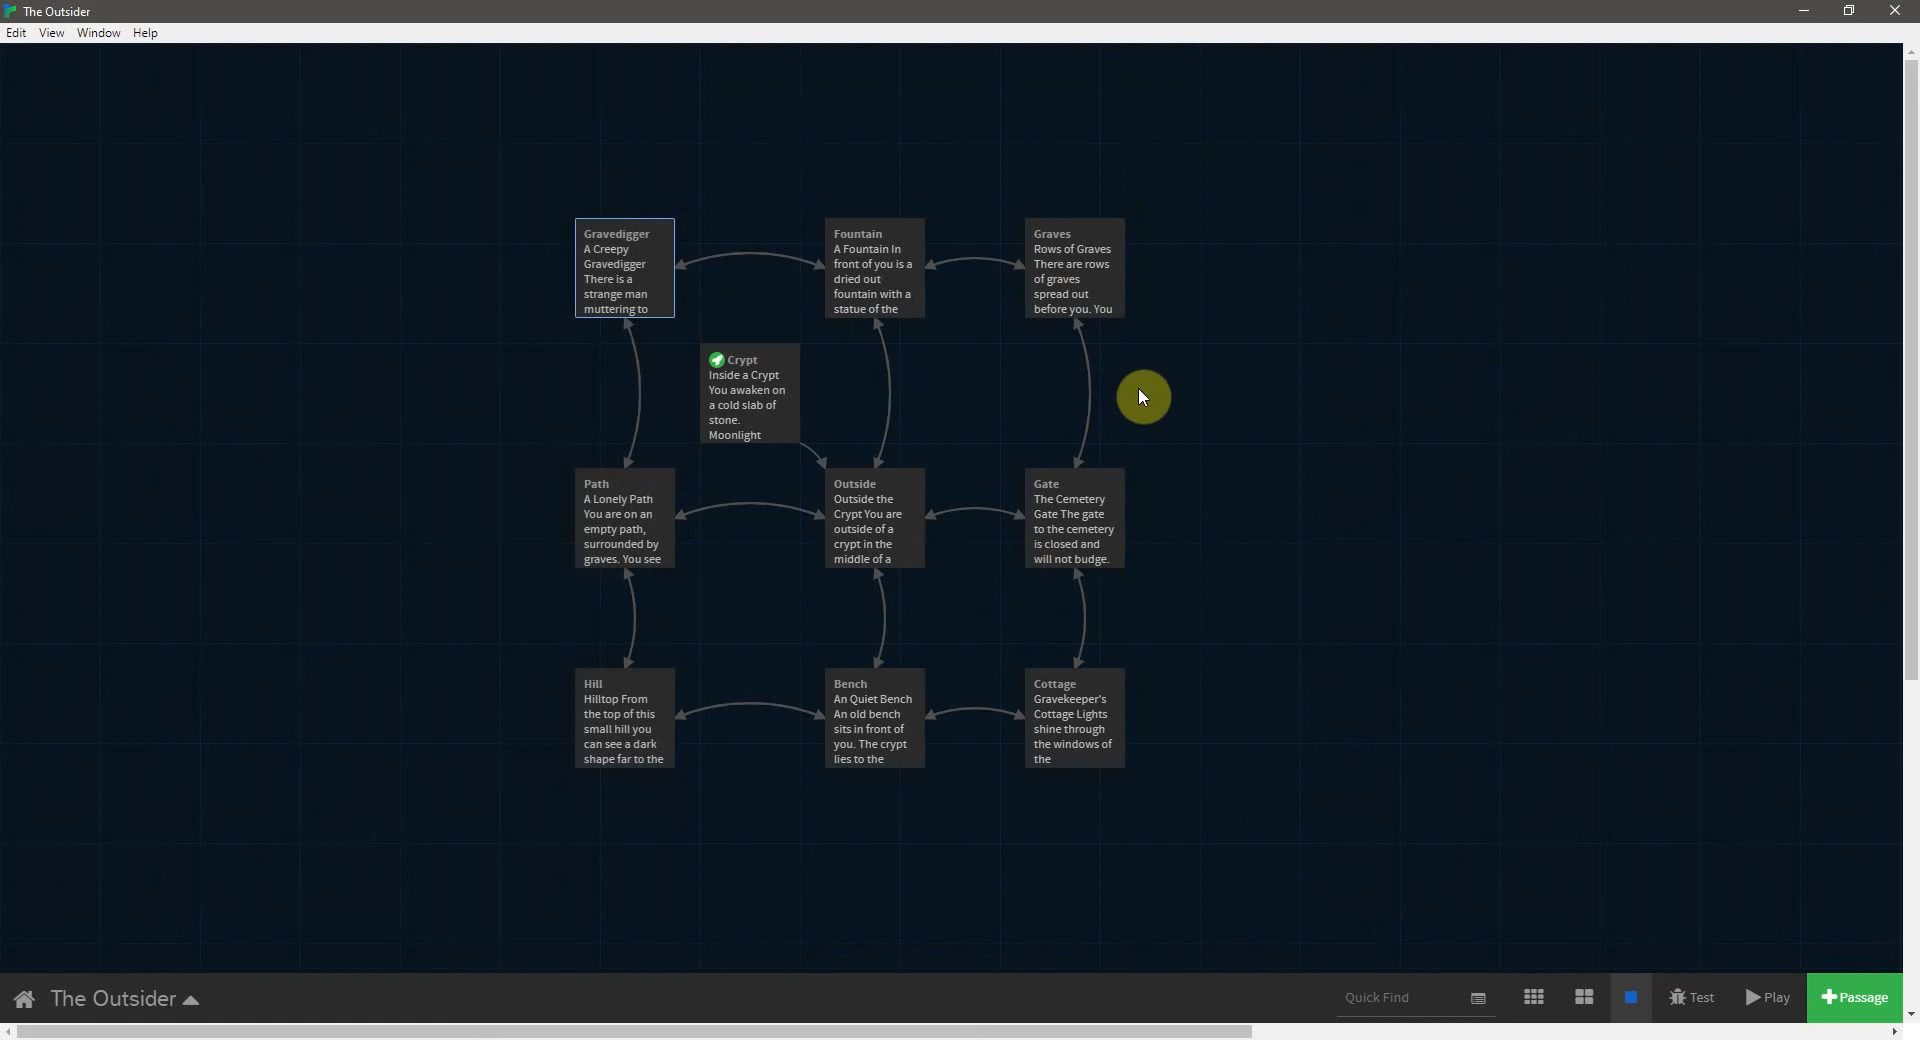 The Outsider
Edit View Window Help
Gravedigger
A Creepy
Gravedigger
There is a
strange man
muttering to
Fountain
A Fountain In
front of you is a
dried out
fountain with a
statue of the
Graves
Rows of Graves
There are rows
of graves
spread out
before you. You
Crypt
Inside a Crypt
You awaken on
a cold slab of
stone.
Moonlight
Path
A Lonely Path
You are on an
empty path,
surrounded by
graves. You see
Outside
Outside the
Crypt You are
outside of a
crypt in the
middle of a
Gate
The Cemetery
Gate The gate
to the cemetery
is closed and
will not budge.
Hill
Hilltop From
the top of this
small hill you
can see a dark
shape far to the
Bench
An Quiet Bench
An old bench
sits in front of
you. The crypt
lies to the
Cottage
Gravekeeper's
Cottage Lights
shine through
the windows of
the
The Outsider
Quick Find
Test
Play
Passage